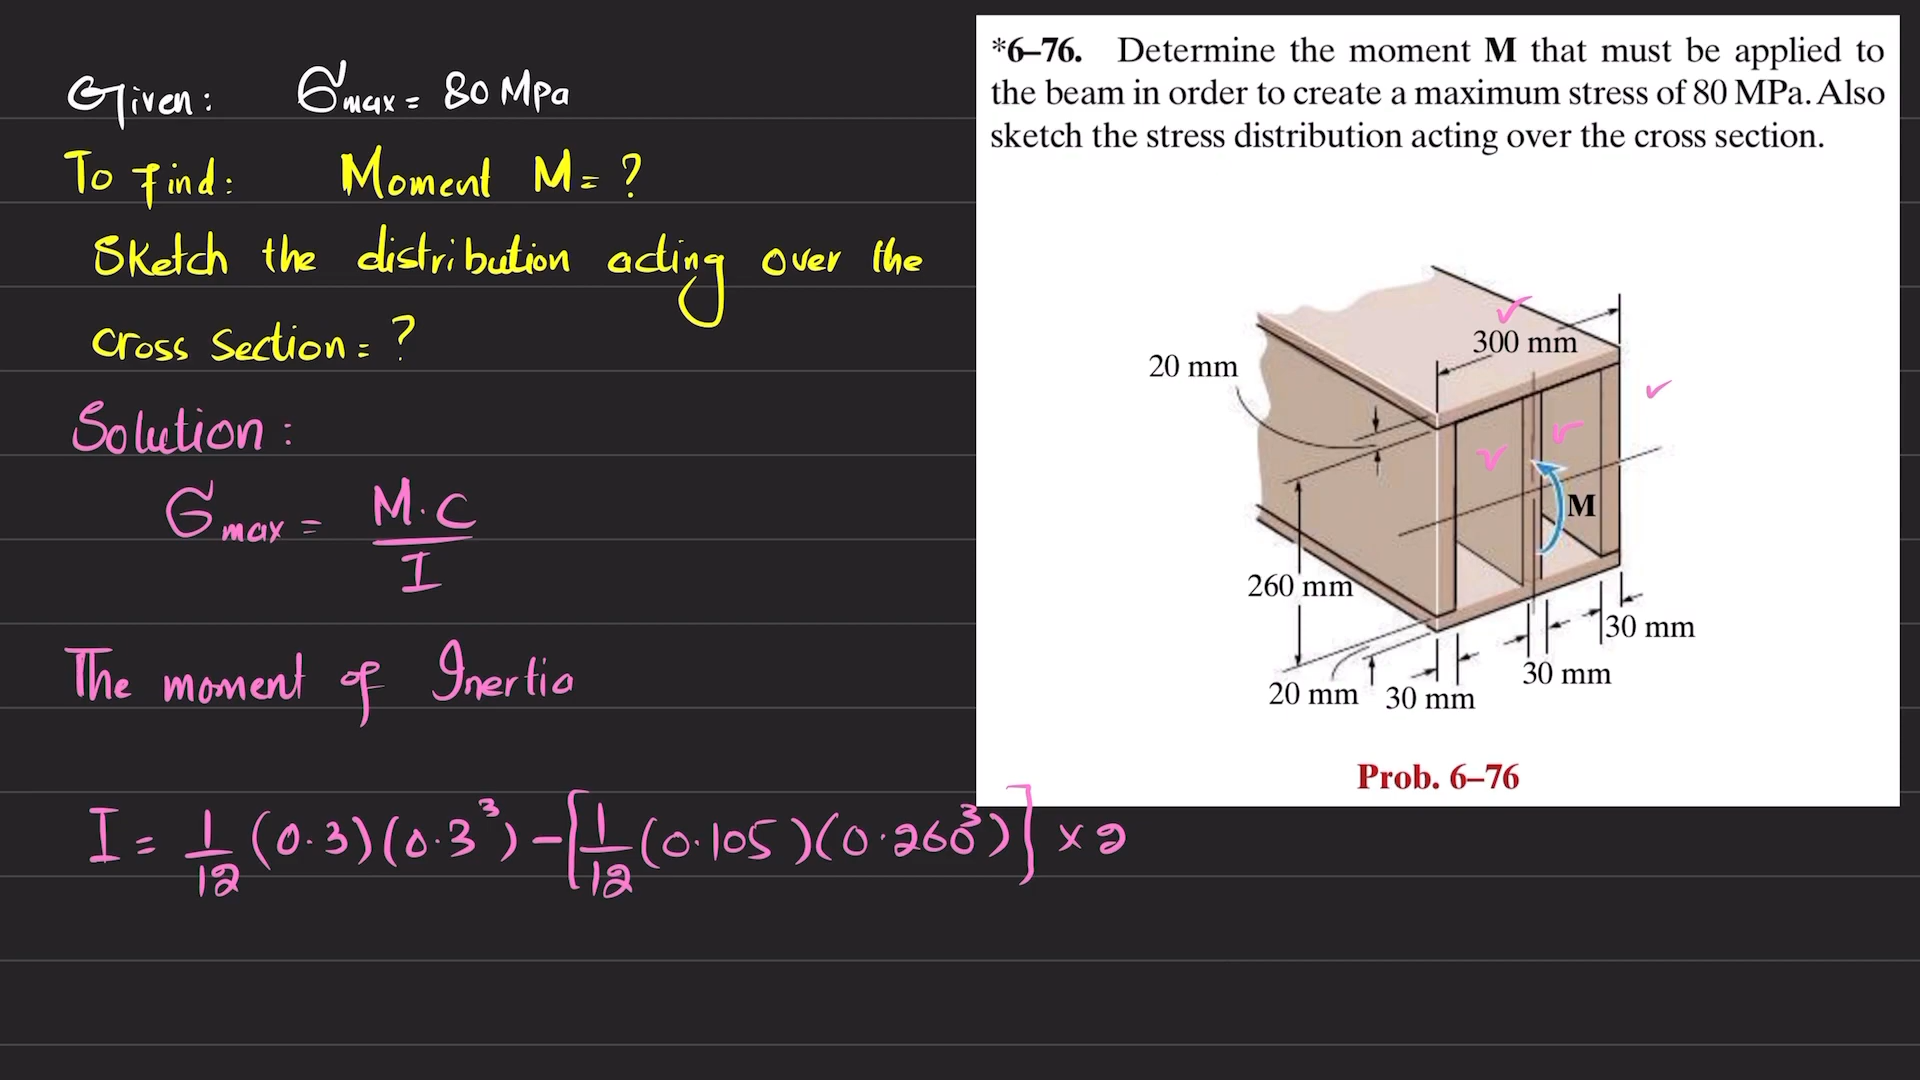 Given: σmax = 80 Mpa
To Find: Moment M = ?
Sketch the distribution acting over the
cross section = ?
Solution:
σmax = M·C / I
The moment of Inertia
I = 1/12 (0.3)(0.3³) - [1/12 (0.105)(0.260³)] × 2
*6–76. Determine the moment M that must be applied to
the beam in order to create a maximum stress of 80 MPa. Also
sketch the stress distribution acting over the cross section.
300 mm
20 mm
M
260 mm
30 mm
30 mm
20 mm
30 mm
Prob. 6–76